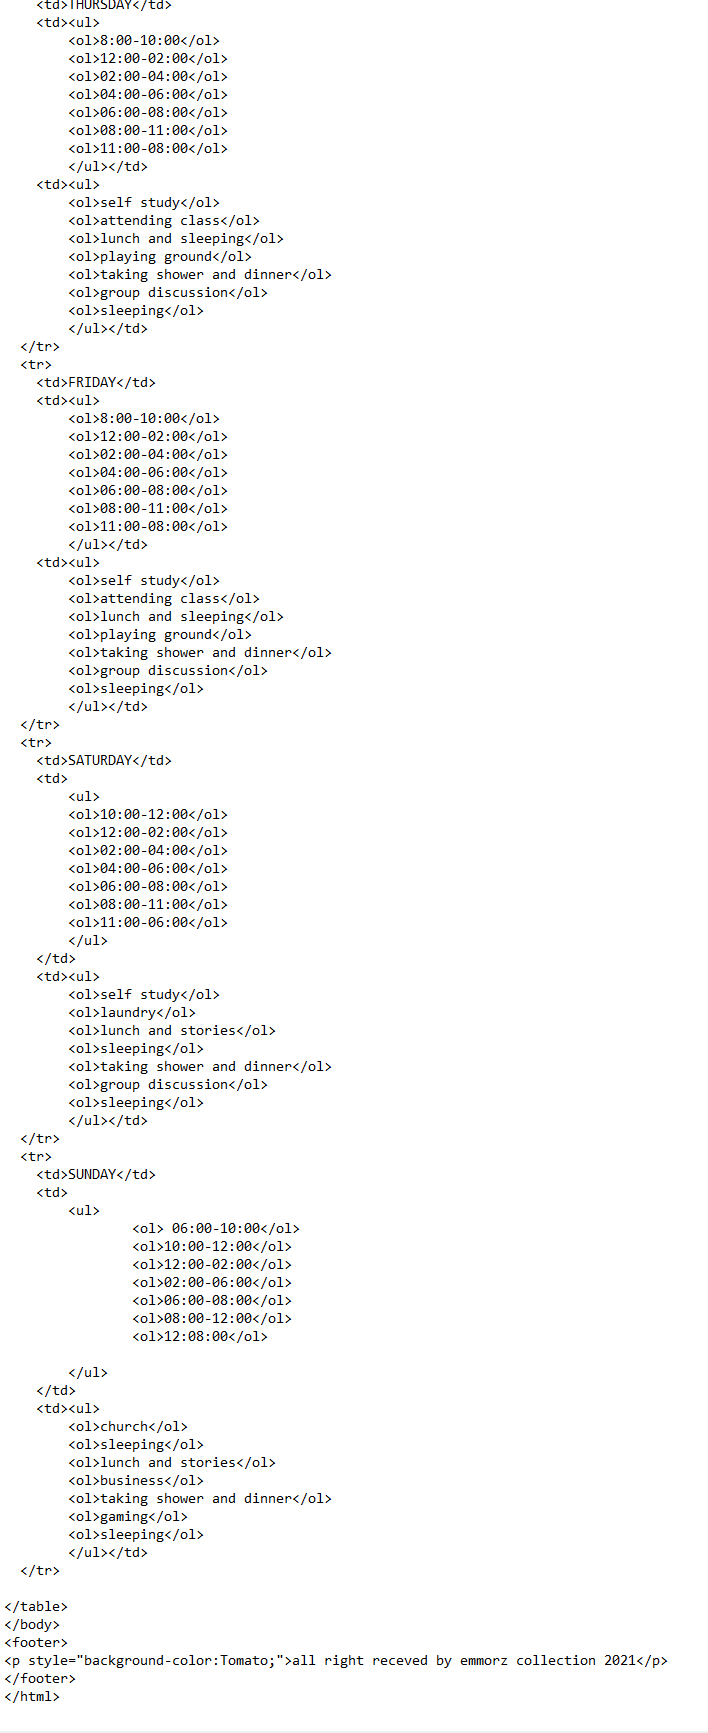 <td>THURSDAY</td>
<td><ul>
<ol>8:00-10:00</ol>
<ol>12:00-02:00</ol>
<ol>02:00-04:00</ol>
<ol>04:00-06:00</ol>
<ol>06:00-08:00</ol>
<ol>08:00-11:00</ol>
<ol>11:00-08:00</ol>
</ul></td>
<td><ul>
<ol>self study</ol>
<ol>attending class</ol>
<ol>lunch and sleeping</ol>
<ol>playing ground</ol>
<ol>taking shower and dinner</ol>
<ol>group discussion</ol>
<ol>sleeping</ol>
</ul></td>
</tr>
<tr>
<td>FRIDAY</td>
<td><ul>
<ol>8:00-10:00</ol>
<ol>12:00-02:00</ol>
<ol>02:00-04:00</ol>
<ol>04:00-06:00</ol>
<ol>06:00-08:00</ol>
<ol>08:00-11:00</ol>
<ol>11:00-08:00</ol>
</ul></td>
<td><ul>
<ol>self study</ol>
<ol>attending class</ol>
<ol>lunch and sleeping</ol>
<ol>playing ground</ol>
<ol>taking shower and dinner</ol>
<ol>group discussion</ol>
<ol>sleeping</ol>
</ul></td>
</tr>
<tr>
<td>SATURDAY</td>
<td>
<ul>
<ol>10:00-12:00</ol>
<ol>12:00-02:00</ol>
<ol>02:00-04:00</ol>
<ol>04:00-06:00</ol>
<ol>06:00-08:00</ol>
<ol>08:00-11:00</ol>
<ol>11:00-06:00</ol>
</ul>
</td>
<td><ul>
<ol>self study</ol>
<ol>laundry</ol>
<ol>lunch and stories</ol>
<ol>sleeping</ol>
<ol>taking shower and dinner</ol>
<ol>group discussion</ol>
<ol>sleeping</ol>
</ul></td>
</tr>
<tr>
<td>SUNDAY</td>
<td>
<ul>
<ol> 06:00-10:00</ol>
<ol>10:00-12:00</ol>
<ol>12:00-02:00</ol>
<ol>02:00-06:00</ol>
<ol>06:00-08:00</ol>
<ol>08:00-12:00</ol>
<ol>12:08:00</ol>
</ul>
</td>
<td><ul>
<ol>church</ol>
<ol>sleeping</ol>
<ol>lunch and stories</ol>
<ol>business</ol>
<ol>taking shower and dinner</ol>
<ol>gaming</ol>
<ol>sleeping</ol>
</ul></td>
</tr>
</table>
</body>
<footer>
<p style="background-color:Tomato;">all right receved by emmorz collection 2021</p>
</footer>
</html>